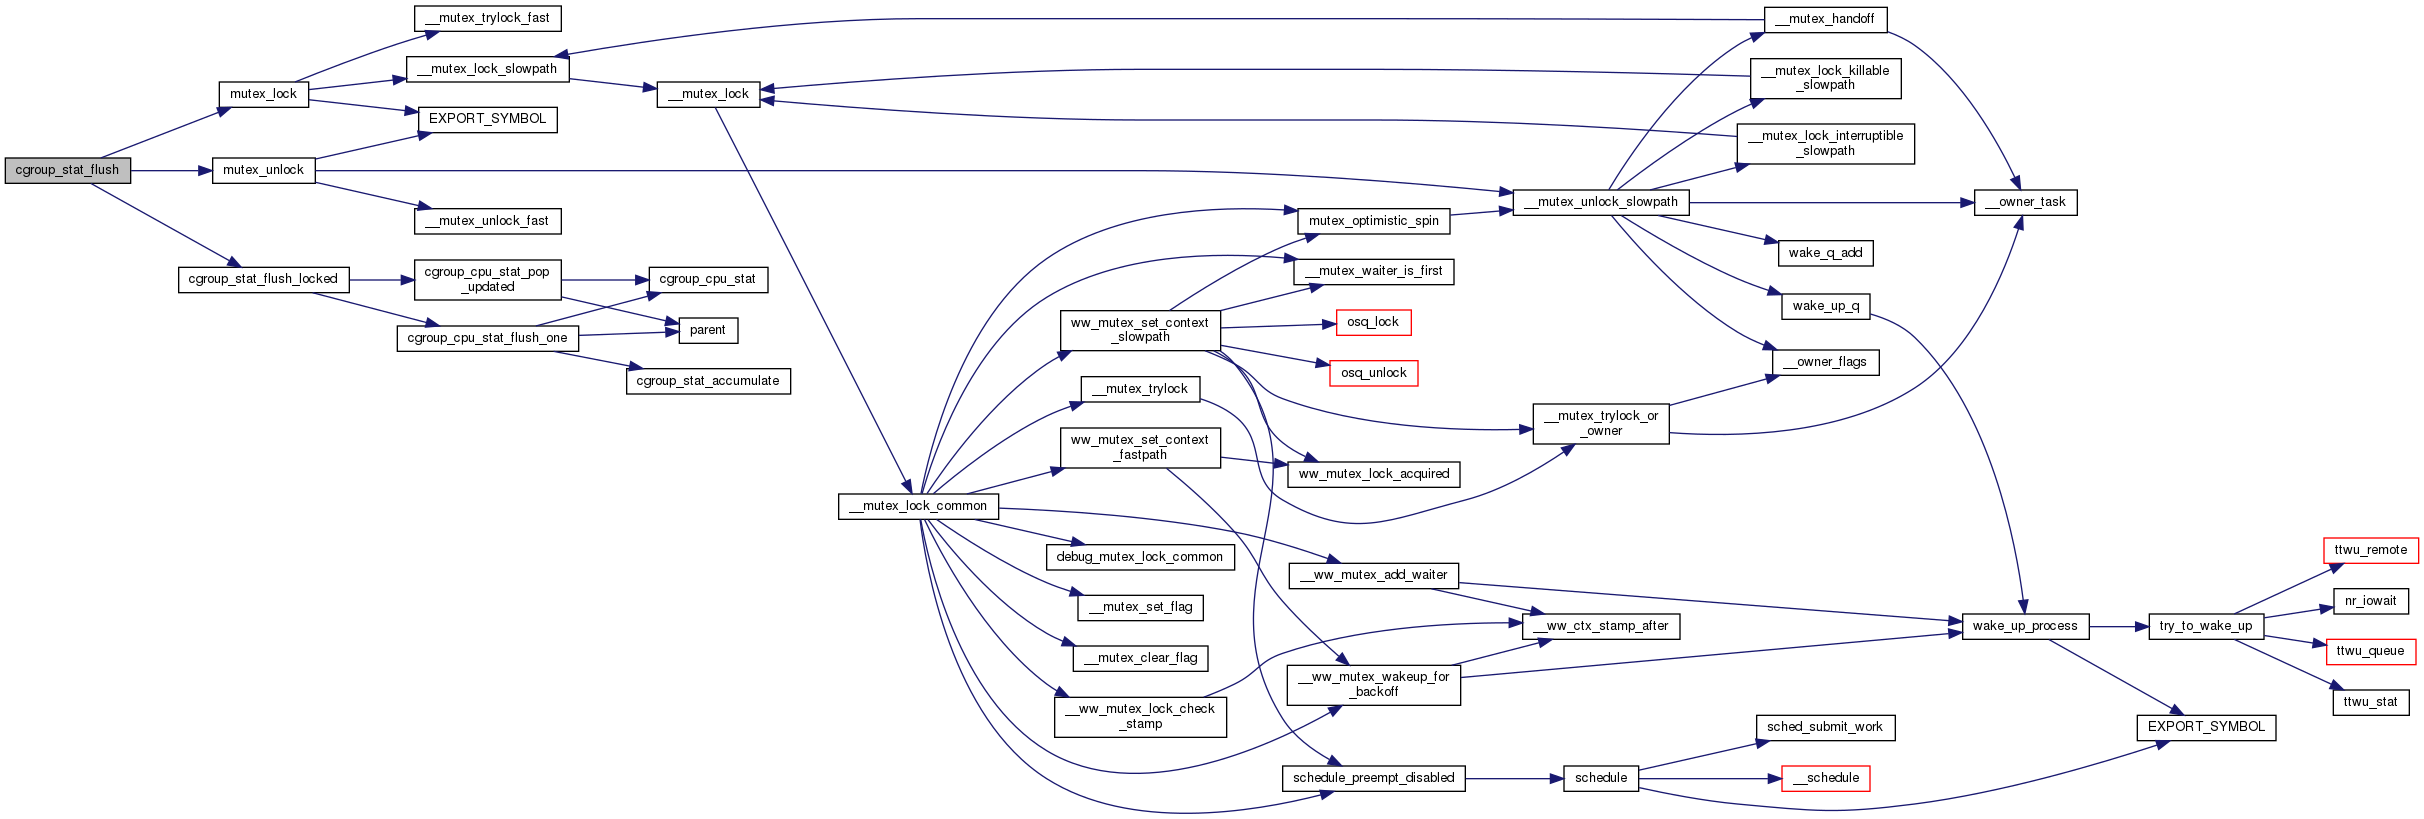 cgroup_stat_flush
mutex_lock
mutex_unlock
cgroup_stat_flush_locked
__mutex_trylock_fast
__mutex_lock_slowpath
EXPORT_SYMBOL
__mutex_unlock_fast
cgroup_cpu_stat_pop
_updated
cgroup_cpu_stat_flush_one
__mutex_lock
cgroup_cpu_stat
parent
cgroup_stat_accumulate
__mutex_lock_common
ww_mutex_set_context
_slowpath
__mutex_trylock
ww_mutex_set_context
_fastpath
debug_mutex_lock_common
__mutex_set_flag
__mutex_clear_flag
__ww_mutex_lock_check
_stamp
mutex_optimistic_spin
__mutex_waiter_is_first
osq_lock
osq_unlock
ww_mutex_lock_acquired
__ww_mutex_add_waiter
__ww_mutex_wakeup_for
_backoff
schedule_preempt_disabled
__mutex_unlock_slowpath
__mutex_trylock_or
_owner
__ww_ctx_stamp_after
schedule
__mutex_handoff
__mutex_lock_killable
_slowpath
__mutex_lock_interruptible
_slowpath
wake_q_add
wake_up_q
__owner_flags
sched_submit_work
__schedule
__owner_task
wake_up_process
try_to_wake_up
EXPORT_SYMBOL
ttwu_remote
nr_iowait
ttwu_queue
ttwu_stat